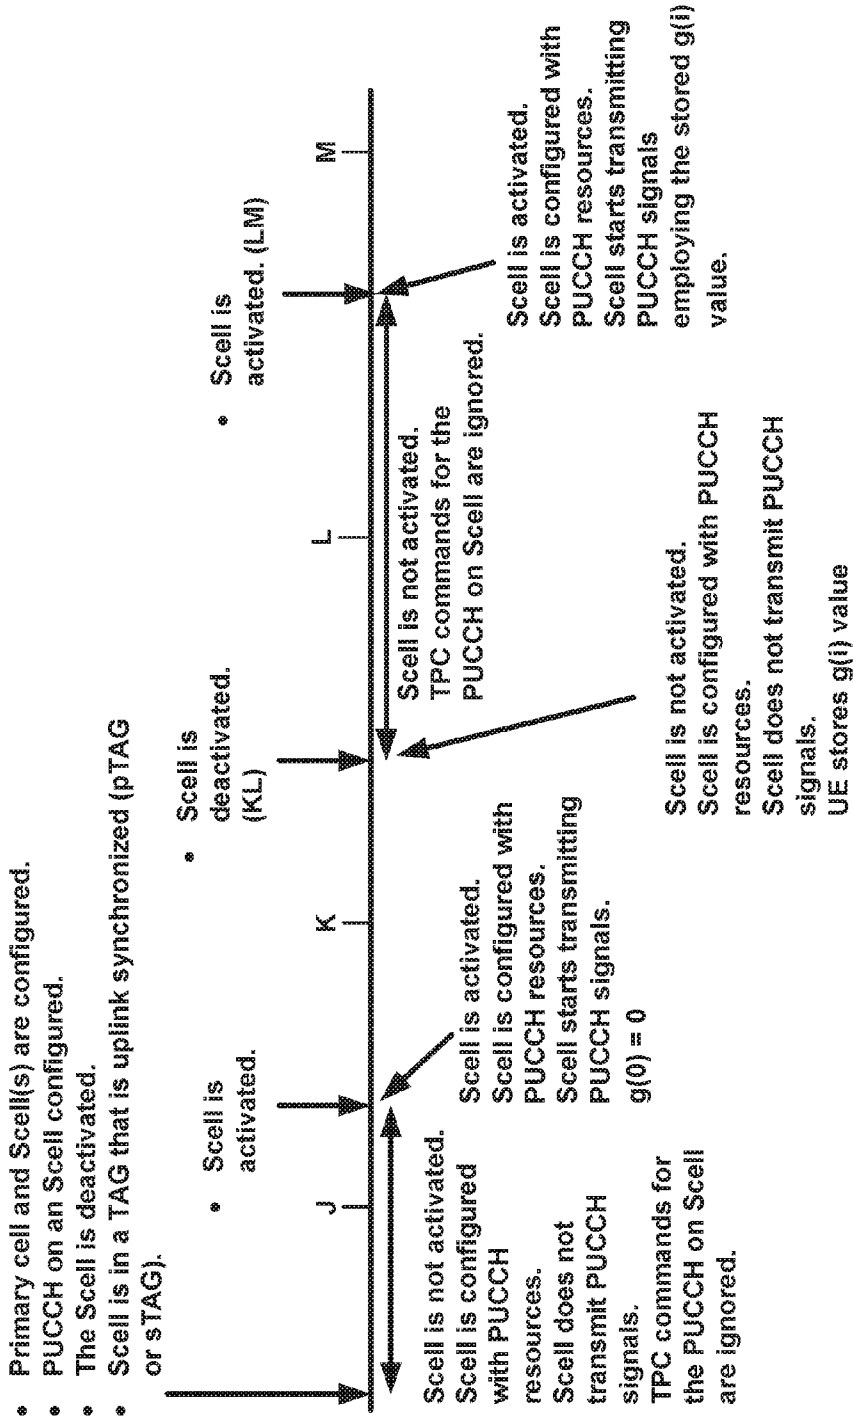 • Primary cell and Scell(s) are configured.
• PUCCH on an Scell configured.
• The Scell is deactivated.
• Scell is in a TAG that is uplink synchronized (pTAG
or sTAG).
• Scell is
activated.
• Scell is
deactivated.
(KL)
• Scell is
activated. (LM)
J
K
L
M
Scell is not activated.
Scell is configured
with PUCCH
resources.
Scell does not
transmit PUCCH
signals.
TPC commands for
the PUCCH on Scell
are ignored.
Scell is activated.
Scell is configured with
PUCCH resources.
Scell starts transmitting
PUCCH signals.
g(0) = 0
Scell is not activated.
TPC commands for the
PUCCH on Scell are ignored.
Scell is not activated.
Scell is configured with PUCCH
resources.
Scell does not transmit PUCCH
signals.
UE stores g(i) value
Scell is activated.
Scell is configured with
PUCCH resources.
Scell starts transmitting
PUCCH signals
employing the stored g(i)
value.